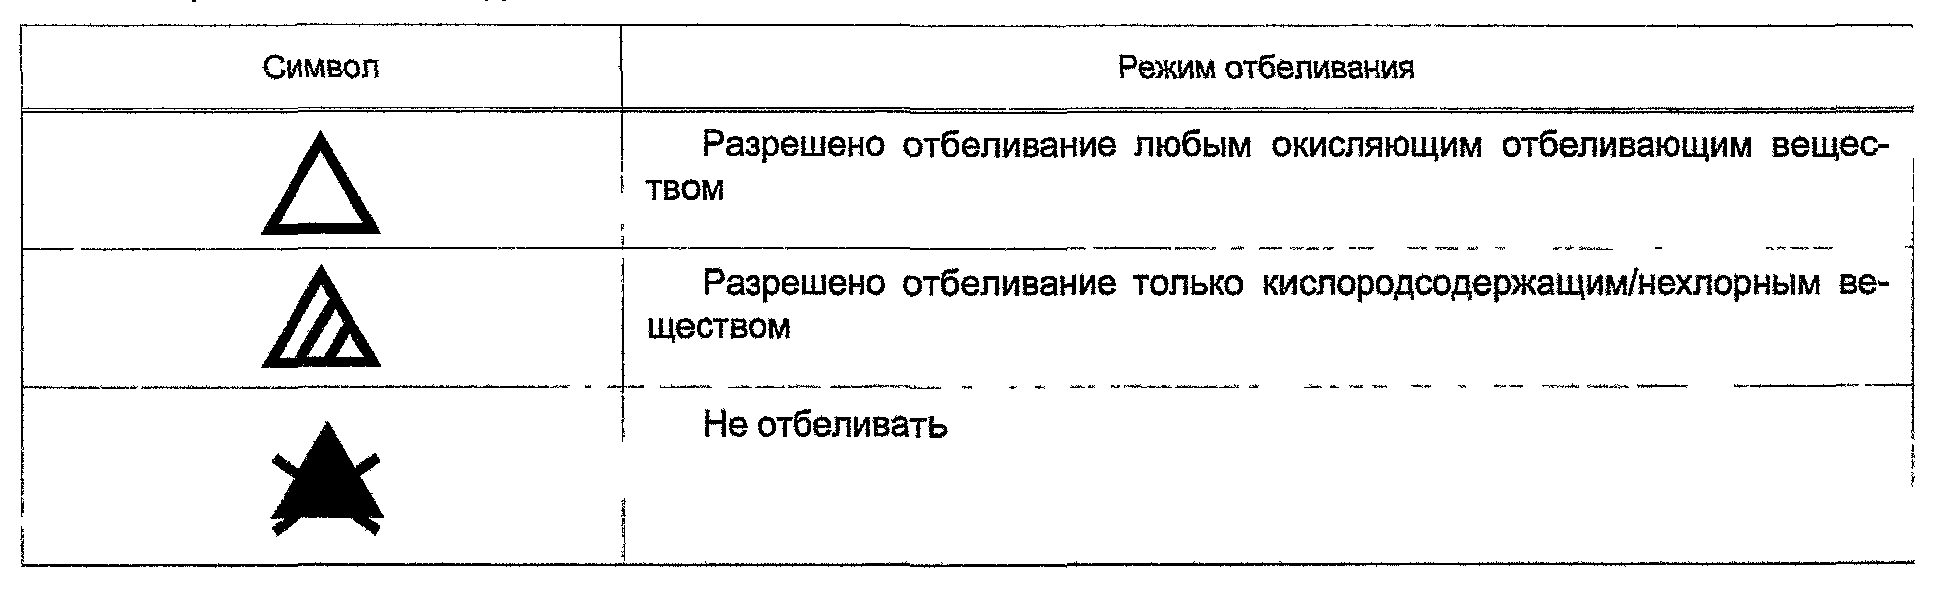 Символ
Режим отбеливания
Разрешено отбеливание любым окисляющим отбеливающим вещес-
твом
Разрешено отбеливание только кислородсодержащим/нехлорным ве-
ществом
Не отбеливать